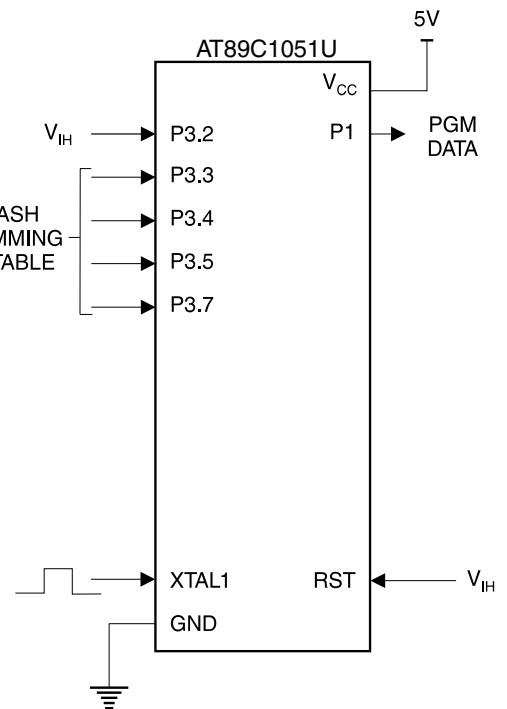 5V
AT89C1051U
VCC
VIH P3.2 P1 PGM
DATA
P3.3
P3.4
P3.5
P3.7
TABLE
XTAL1 RST VIH
GND